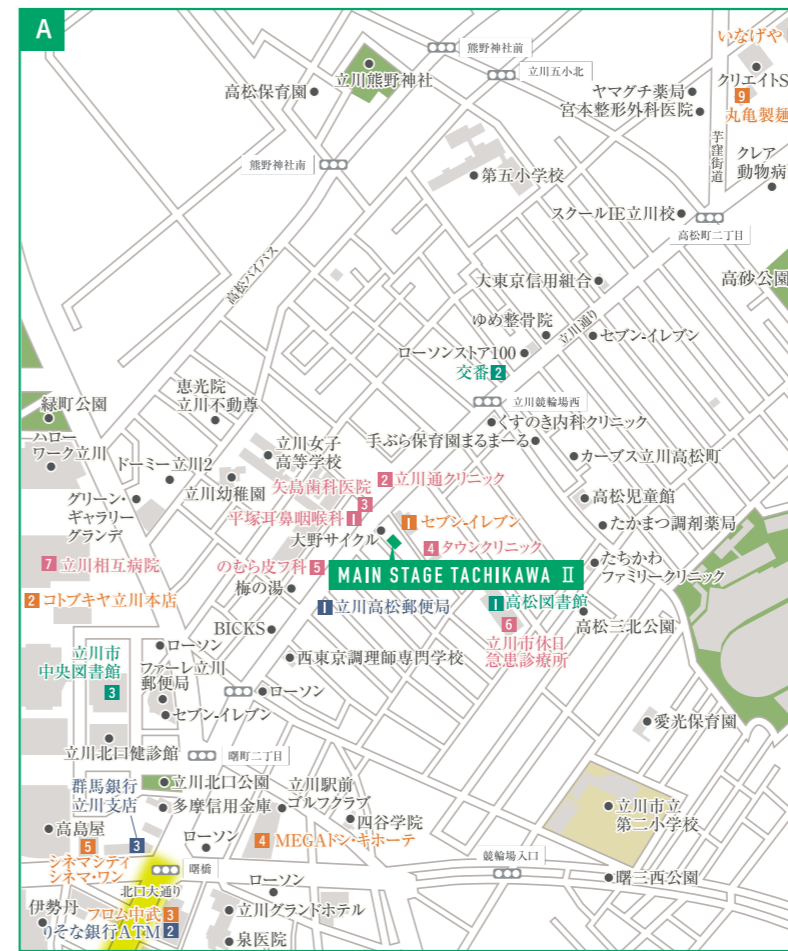 A
熊野神社前
いなげや
立川熊野神社
立川五小北
クリエイトS
高松保育園
ヤマグチ薬局
9
宮本整形外科医院
丸亀製麺
芋窪街道
クレア
動物病
熊野神社南
第五小学校
スクールIE立川校
高松町二丁目
高松バイパス
大東京信用組合
高砂公園
ゆめ整骨院
立川通り
セブン-イレブン
ローソンストア100
交番 2
恵光院
立川不動尊
立川競輪場西
緑町公園
くすのき内科クリニック
ハロー
ワーク立川
立川女子
高等学校
手ぶら保育園まるまーる
カーブス立川高松町
ドーミー立川2
矢島歯科医院
3
2 立川通クリニック
立川幼稚園
グリーン・
ギャラリー
グランデ
高松児童館
平塚耳鼻咽喉科 1
1 セブン-イレブン
たかまつ調剤薬局
大野サイクル
4 タウンクリニック
7 立川相互病院
のむら皮フ科 5
MAIN STAGE TACHIKAWA Ⅱ
たちかわ
ファミリークリニック
梅の湯
2 コトブキヤ立川本店
1 立川高松郵便局
1 高松図書館
6
立川市休日
急患診療所
高松三北公園
BICKS
立川市
中央図書館
3
ローソン
ファーレ立川
郵便局
西東京調理師専門学校
ローソン
セブン-イレブン
愛光保育園
立川北口健診館
曙町二丁目
群馬銀行
立川支店
3
立川北口公園
立川駅前
ゴルフクラブ
多摩信用金庫
四谷学院
立川市立
第二小学校
高島屋
5
シネマシティ
シネマ・ワン
ローソン
4 MEGAドン・キホーテ
曙橋
競輪場入口
北口大通り
ローソン
曙三西公園
伊勢丹
フロム中武 3
立川グランドホテル
りそな銀行ATM 2
泉医院